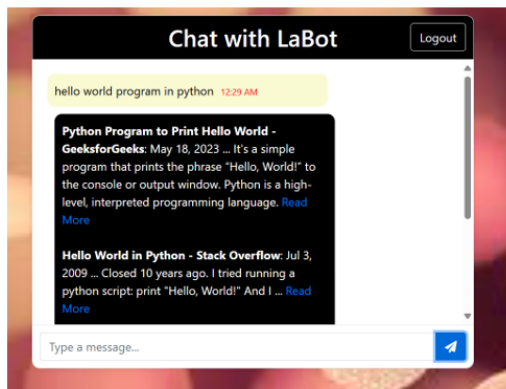 Chat with LaBot
Logout
hello world program in python 12:29 AM
Python Program to Print Hello World -
GeeksforGeeks: May 18, 2023 ... It's a simple
program that prints the phrase "Hello, World!" to
the console or output window. Python is a high-
level, interpreted programming language. Read
More
Hello World in Python - Stack Overflow: Jul 3,
2009 ... Closed 10 years ago. I tried running a
python script: print "Hello, World!" And I ... Read
More
Type a message...